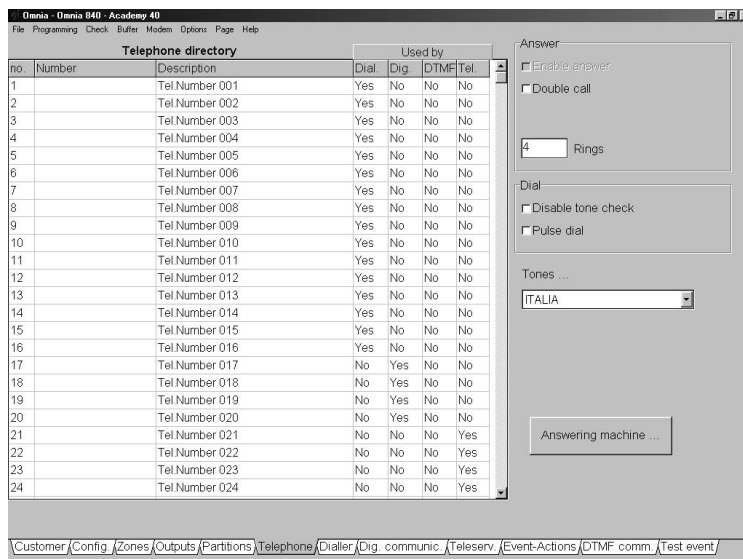 Omnia - Omnia 840 - Academy 40
File Programming Check Buffer Modem Options Page Help
Telephone directory Used by
no. Number Description Dial. Dig. DTMF Tel.
1 Tel.Number 001 Yes No No No
2 Tel.Number 002 Yes No No No
3 Tel.Number 003 Yes No No No
4 Tel.Number 004 Yes No No No
5 Tel.Number 005 Yes No No No
6 Tel.Number 006 Yes No No No
7 Tel.Number 007 Yes No No No
8 Tel.Number 008 Yes No No No
9 Tel.Number 009 Yes No No No
10 Tel.Number 010 Yes No No No
11 Tel.Number 011 Yes No No No
12 Tel.Number 012 Yes No No No
13 Tel.Number 013 Yes No No No
14 Tel.Number 014 Yes No No No
15 Tel.Number 015 Yes No No No
16 Tel.Number 016 Yes No No No
17 Tel.Number 017 No Yes No No
18 Tel.Number 018 No Yes No No
19 Tel.Number 019 No Yes No No
20 Tel.Number 020 No Yes No No
21 Tel.Number 021 No No No Yes
22 Tel.Number 022 No No No Yes
23 Tel.Number 023 No No No Yes
24 Tel.Number 024 No No No Yes
Answer
Enable answer
Double call
4 Rings
Dial
Disable tone check
Pulse dial
Tones ...
ITALIA
Answering machine ...
Customer Config. Zones Outputs Partitions Telephone Dialler Dig. communic. Teleserv. Event-Actions DTMF comm. Test event